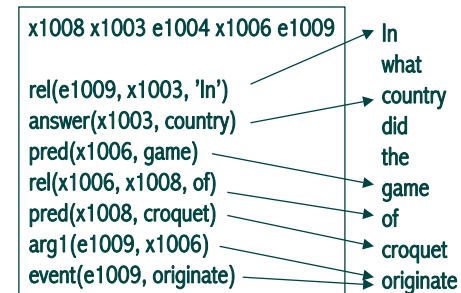 x1008 x1003 e1004 x1006 e1009
rel(e1009, x1003, 'In')
answer(x1003, country)
pred(x1006, game)
rel(x1006, x1008, of)
pred(x1008, croquet)
arg1(e1009, x1006)
event(e1009, originate)
In
what
country
did
the
game
of
croquet
originate